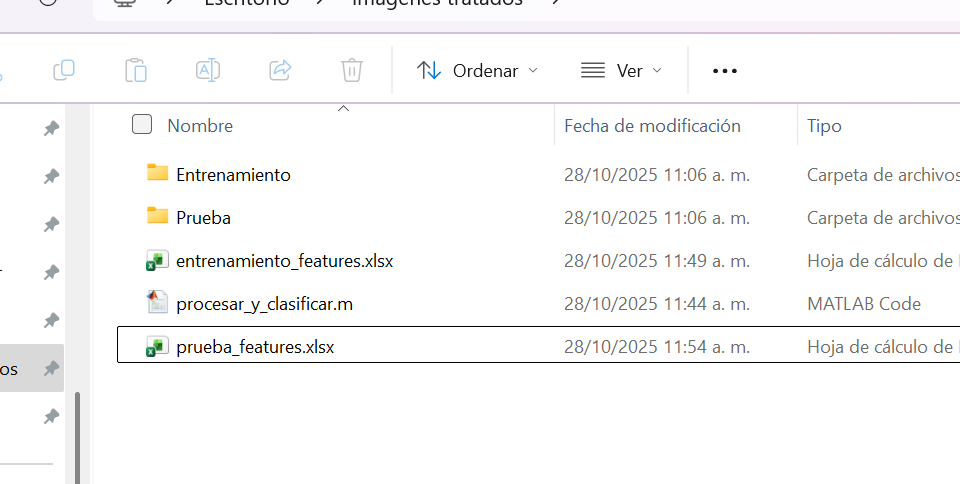 Escritorio > imágenes tratados >
Ordenar Ver ...
Nombre Fecha de modificación Tipo
Entrenamiento 28/10/2025 11:06 a. m. Carpeta de archivos
Prueba 28/10/2025 11:06 a. m. Carpeta de archivos
entrenamiento_features.xlsx 28/10/2025 11:49 a. m. Hoja de cálculo de
procesar_y_clasificar.m 28/10/2025 11:44 a. m. MATLAB Code
prueba_features.xlsx 28/10/2025 11:54 a. m. Hoja de cálculo de
os